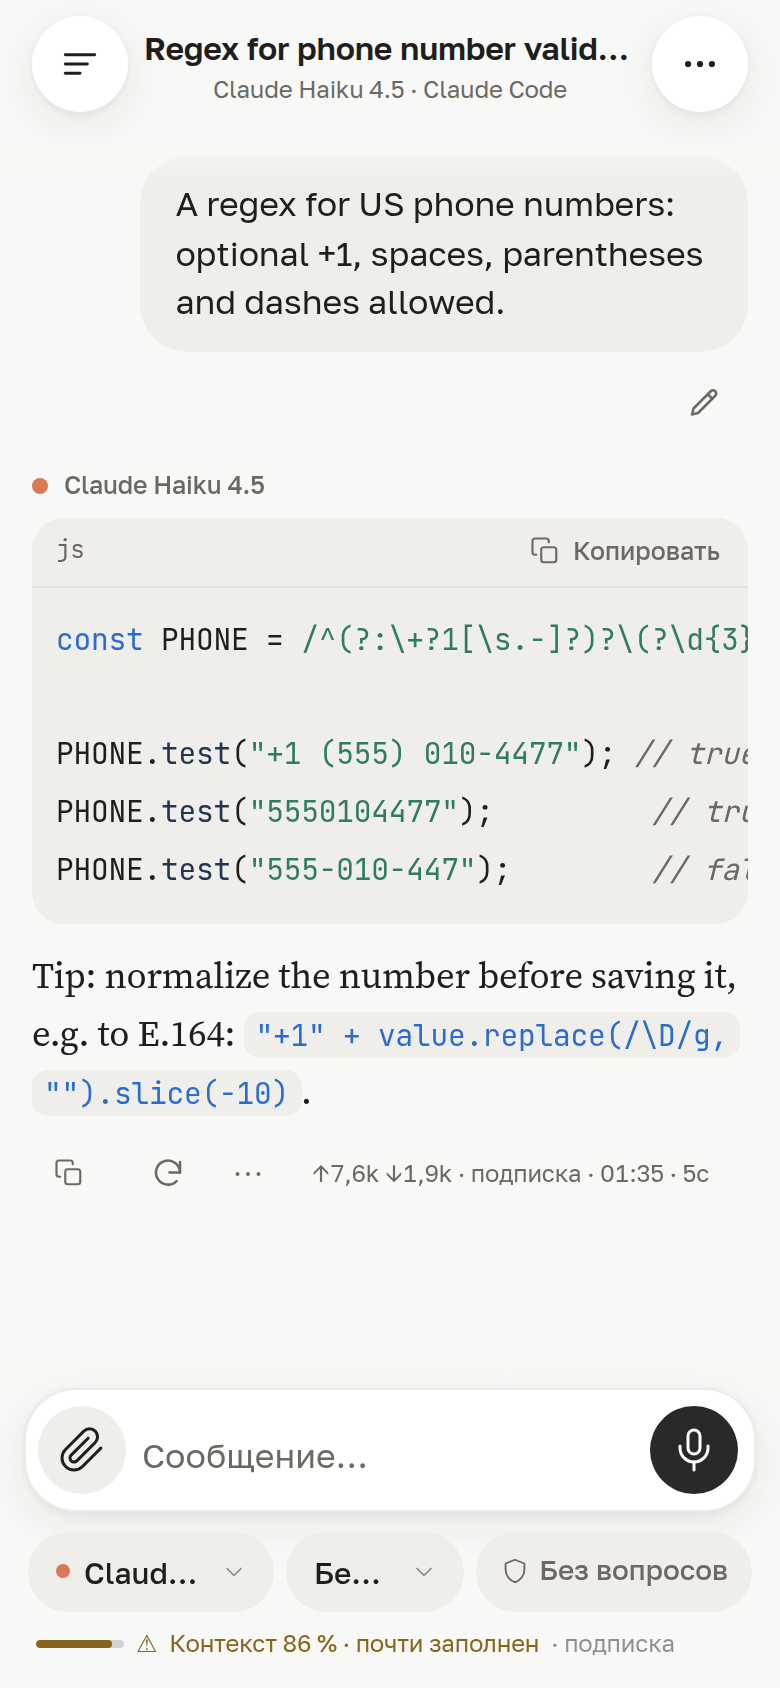 Regex for phone number valid...
Claude Haiku 4.5 · Claude Code
A regex for US phone numbers:
optional +1, spaces, parentheses
and dashes allowed.
Claude Haiku 4.5
js
Копировать
const PHONE = /^(?:\+?1[\s.-]?)?\(?\d{3}
PHONE.test("+1 (555) 010-4477"); // true
PHONE.test("5550104477"); // tru
PHONE.test("555-010-447"); // fal
Tip: normalize the number before saving it,
e.g. to E.164: "+1" + value.replace(/\D/g,
"").slice(-10).
↑7,6k ↓1,9k · подписка · 01:35 · 5с
Сообщение...
Claud...
Бе...
Без вопросов
⚠ Контекст 86 % · почти заполнен · подписка